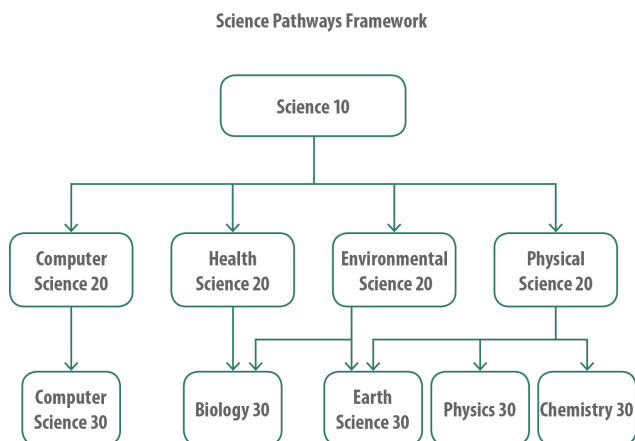 Science Pathways Framework
Science 10
Computer
Science 20
Health
Science 20
Environmental
Science 20
Physical
Science 20
Computer
Science 30
Biology 30
Earth
Science 30
Physics 30
Chemistry 30